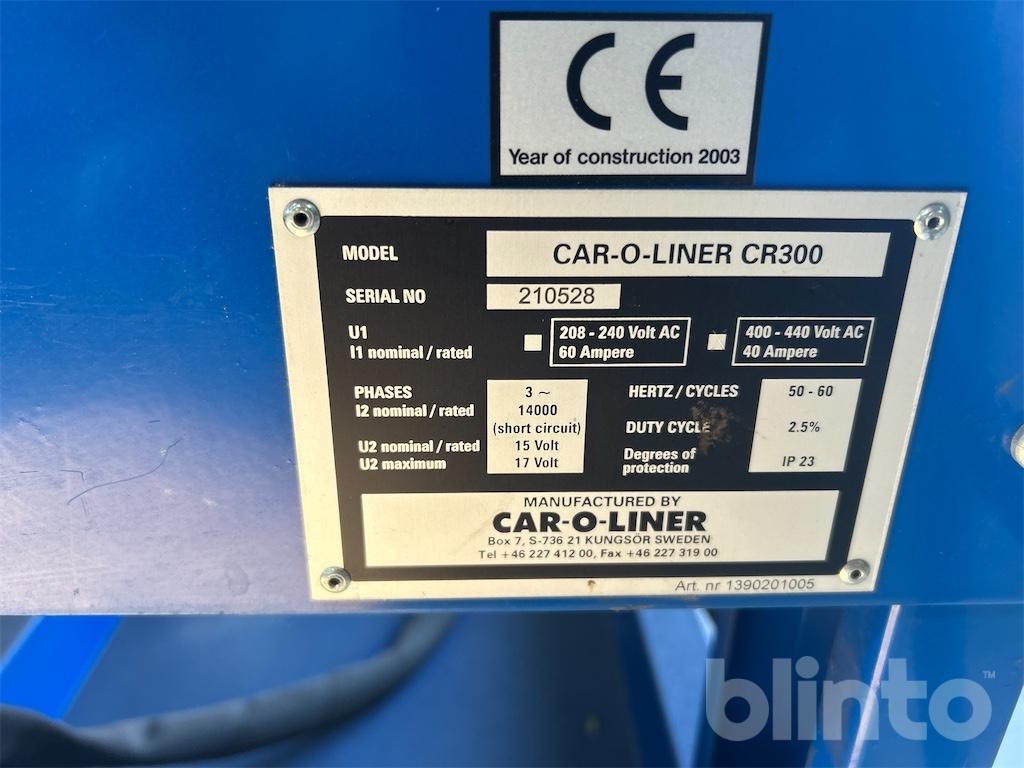 CE
Year of construction 2003
MODEL CAR-O-LINER CR300
SERIAL NO 210528
U1 208 - 240 Volt AC 400 - 440 Volt AC
I1 nominal / rated 60 Ampere 40 Ampere
PHASES 3 ~ HERTZ / CYCLES 50 - 60
I2 nominal / rated 14000
(short circuit) DUTY CYCLE 2.5%
U2 nominal / rated 15 Volt Degrees of
U2 maximum 17 Volt protection IP 23
MANUFACTURED BY
CAR-O-LINER
Box 7, S-736 21 KUNGSÖR SWEDEN
Tel +46 227 412 00, Fax +46 227 319 00
Art. nr 1390201005
blinto™